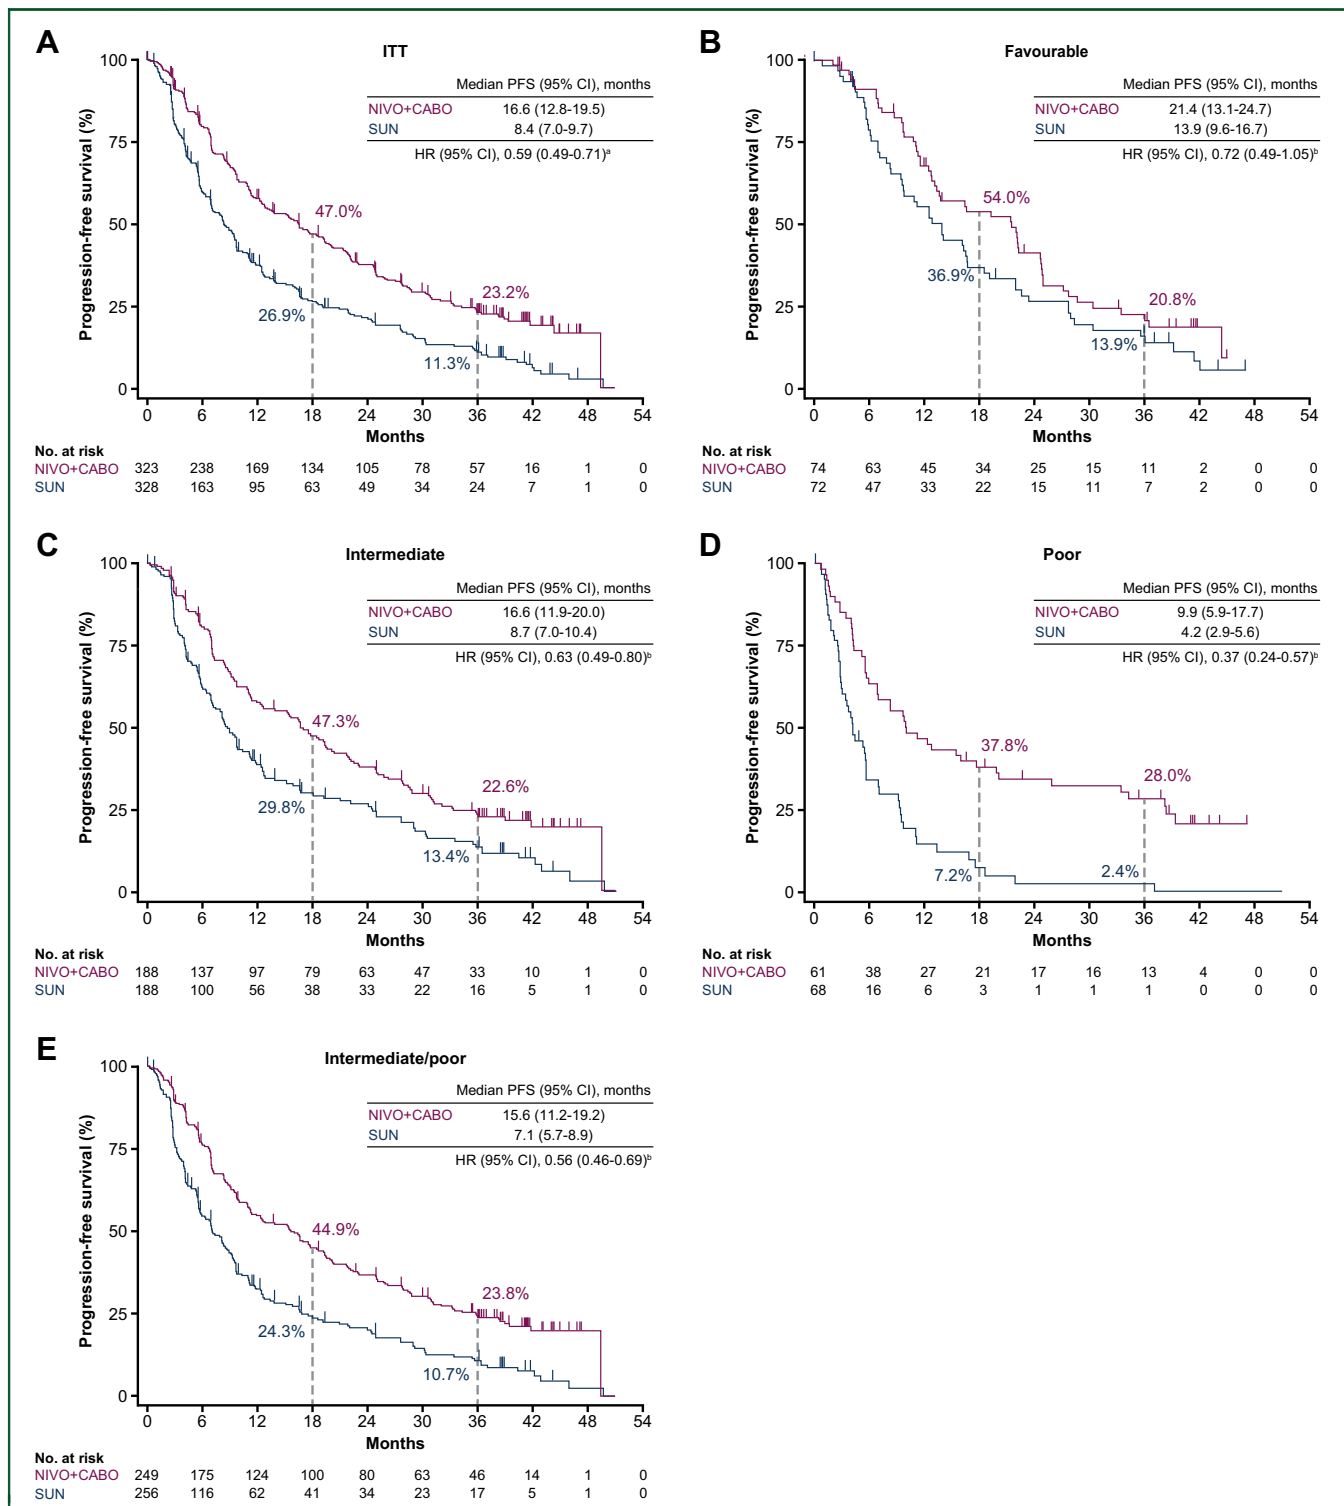 A
ITT
Progression-free survival (%)
100
75
50
25
0
Median PFS (95% CI), months
NIVO+CABO 16.6 (12.8-19.5)
SUN 8.4 (7.0-9.7)
HR (95% CI), 0.59 (0.49-0.71)ᵃ
47.0%
26.9%
23.2%
11.3%
0 6 12 18 24 30 36 42 48 54
Months
No. at risk
NIVO+CABO 323 238 169 134 105 78 57 16 1 0
SUN 328 163 95 63 49 34 24 7 1 0
B
Favourable
Progression-free survival (%)
100
75
50
25
0
Median PFS (95% CI), months
NIVO+CABO 21.4 (13.1-24.7)
SUN 13.9 (9.6-16.7)
HR (95% CI), 0.72 (0.49-1.05)ᵇ
54.0%
36.9%
20.8%
13.9%
0 6 12 18 24 30 36 42 48 54
Months
No. at risk
NIVO+CABO 74 63 45 34 25 15 11 2 0 0
SUN 72 47 33 22 15 11 7 2 0 0
C
Intermediate
Progression-free survival (%)
100
75
50
25
0
Median PFS (95% CI), months
NIVO+CABO 16.6 (11.9-20.0)
SUN 8.7 (7.0-10.4)
HR (95% CI), 0.63 (0.49-0.80)ᵇ
47.3%
29.8%
22.6%
13.4%
0 6 12 18 24 30 36 42 48 54
Months
No. at risk
NIVO+CABO 188 137 97 79 63 47 33 10 1 0
SUN 188 100 56 38 33 22 16 5 1 0
D
Poor
Progression-free survival (%)
100
75
50
25
0
Median PFS (95% CI), months
NIVO+CABO 9.9 (5.9-17.7)
SUN 4.2 (2.9-5.6)
HR (95% CI), 0.37 (0.24-0.57)ᵇ
37.8%
7.2%
28.0%
2.4%
0 6 12 18 24 30 36 42 48 54
Months
No. at risk
NIVO+CABO 61 38 27 21 17 16 13 4 0 0
SUN 68 16 6 3 1 1 1 0 0 0
E
Intermediate/poor
Progression-free survival (%)
100
75
50
25
0
Median PFS (95% CI), months
NIVO+CABO 15.6 (11.2-19.2)
SUN 7.1 (5.7-8.9)
HR (95% CI), 0.56 (0.46-0.69)ᵇ
44.9%
24.3%
23.8%
10.7%
0 6 12 18 24 30 36 42 48 54
Months
No. at risk
NIVO+CABO 249 175 124 100 80 63 46 14 1 0
SUN 256 116 62 41 34 23 17 5 1 0